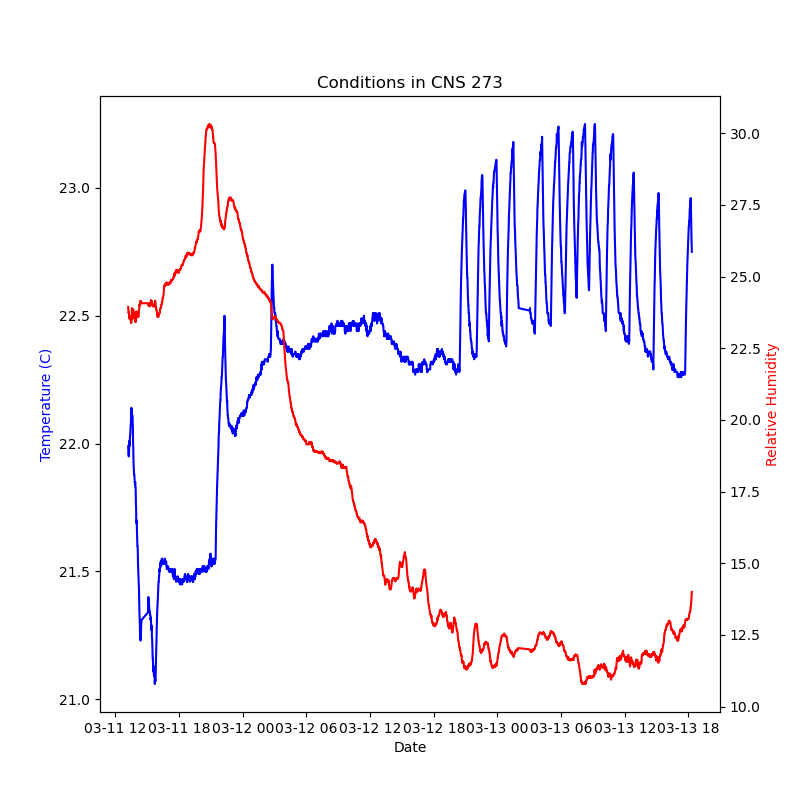 Conditions in CNS 273
23.0
22.5
22.0
21.5
21.0
Temperature (C)
30.0
27.5
25.0
22.5
20.0
17.5
15.0
12.5
10.0
Relative Humidity
03-11 12 03-11 18 03-12 00 03-12 06 03-12 12 03-12 18 03-13 00 03-13 06 03-13 12 03-13 18
Date